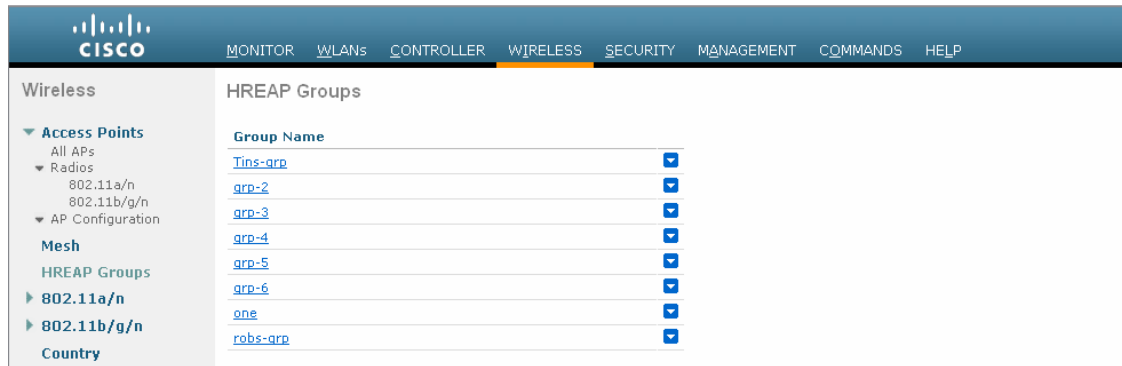 CISCO
MONITOR WLANs CONTROLLER WIRELESS SECURITY MANAGEMENT COMMANDS HELP
Wireless
Access Points
All APs
Radios
802.11a/n
802.11b/g/n
AP Configuration
Mesh
HREAP Groups
802.11a/n
802.11b/g/n
Country
HREAP Groups
Group Name
Tins-grp
grp-2
grp-3
grp-4
grp-5
grp-6
one
robs-grp